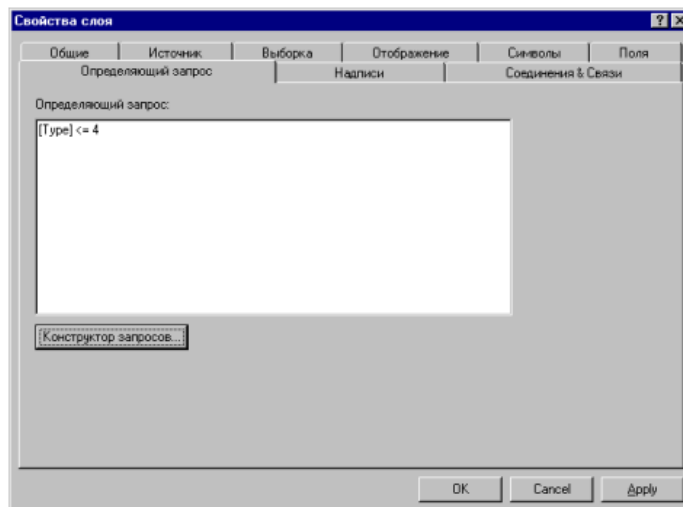 Свойства слоя
Общие Источник Выборка Отображение Символы Поля
Определяющий запрос Надписи Соединения & Связи
Определяющий запрос:
[Type] <= 4
Конструктор запросов...
OK Cancel Apply